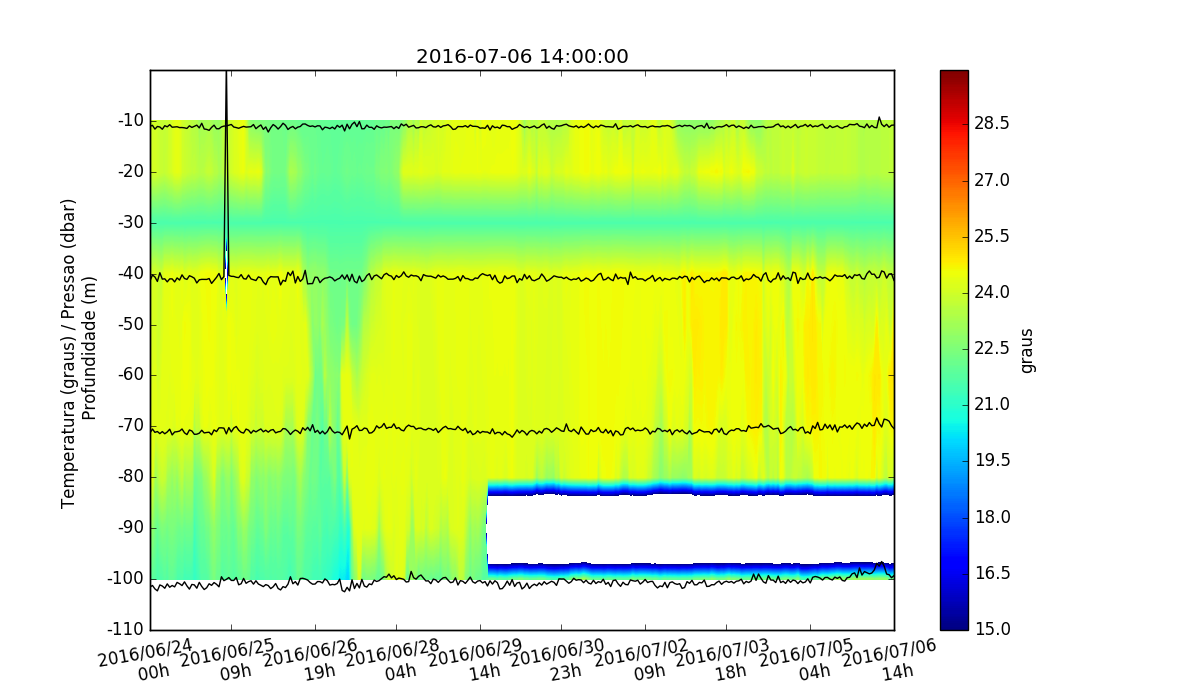 2016-07-06 14:00:00
Temperatura (graus) / Pressao (dbar)
Profundidade (m)
-10
-20
-30
-40
-50
-60
-70
-80
-90
-100
-110
2016/06/24
00h
2016/06/25
09h
2016/06/26
19h
2016/06/28
04h
2016/06/29
14h
2016/06/30
23h
2016/07/02
09h
2016/07/03
18h
2016/07/05
04h
2016/07/06
14h
28.5
27.0
25.5
24.0
22.5
21.0
19.5
18.0
16.5
15.0
graus